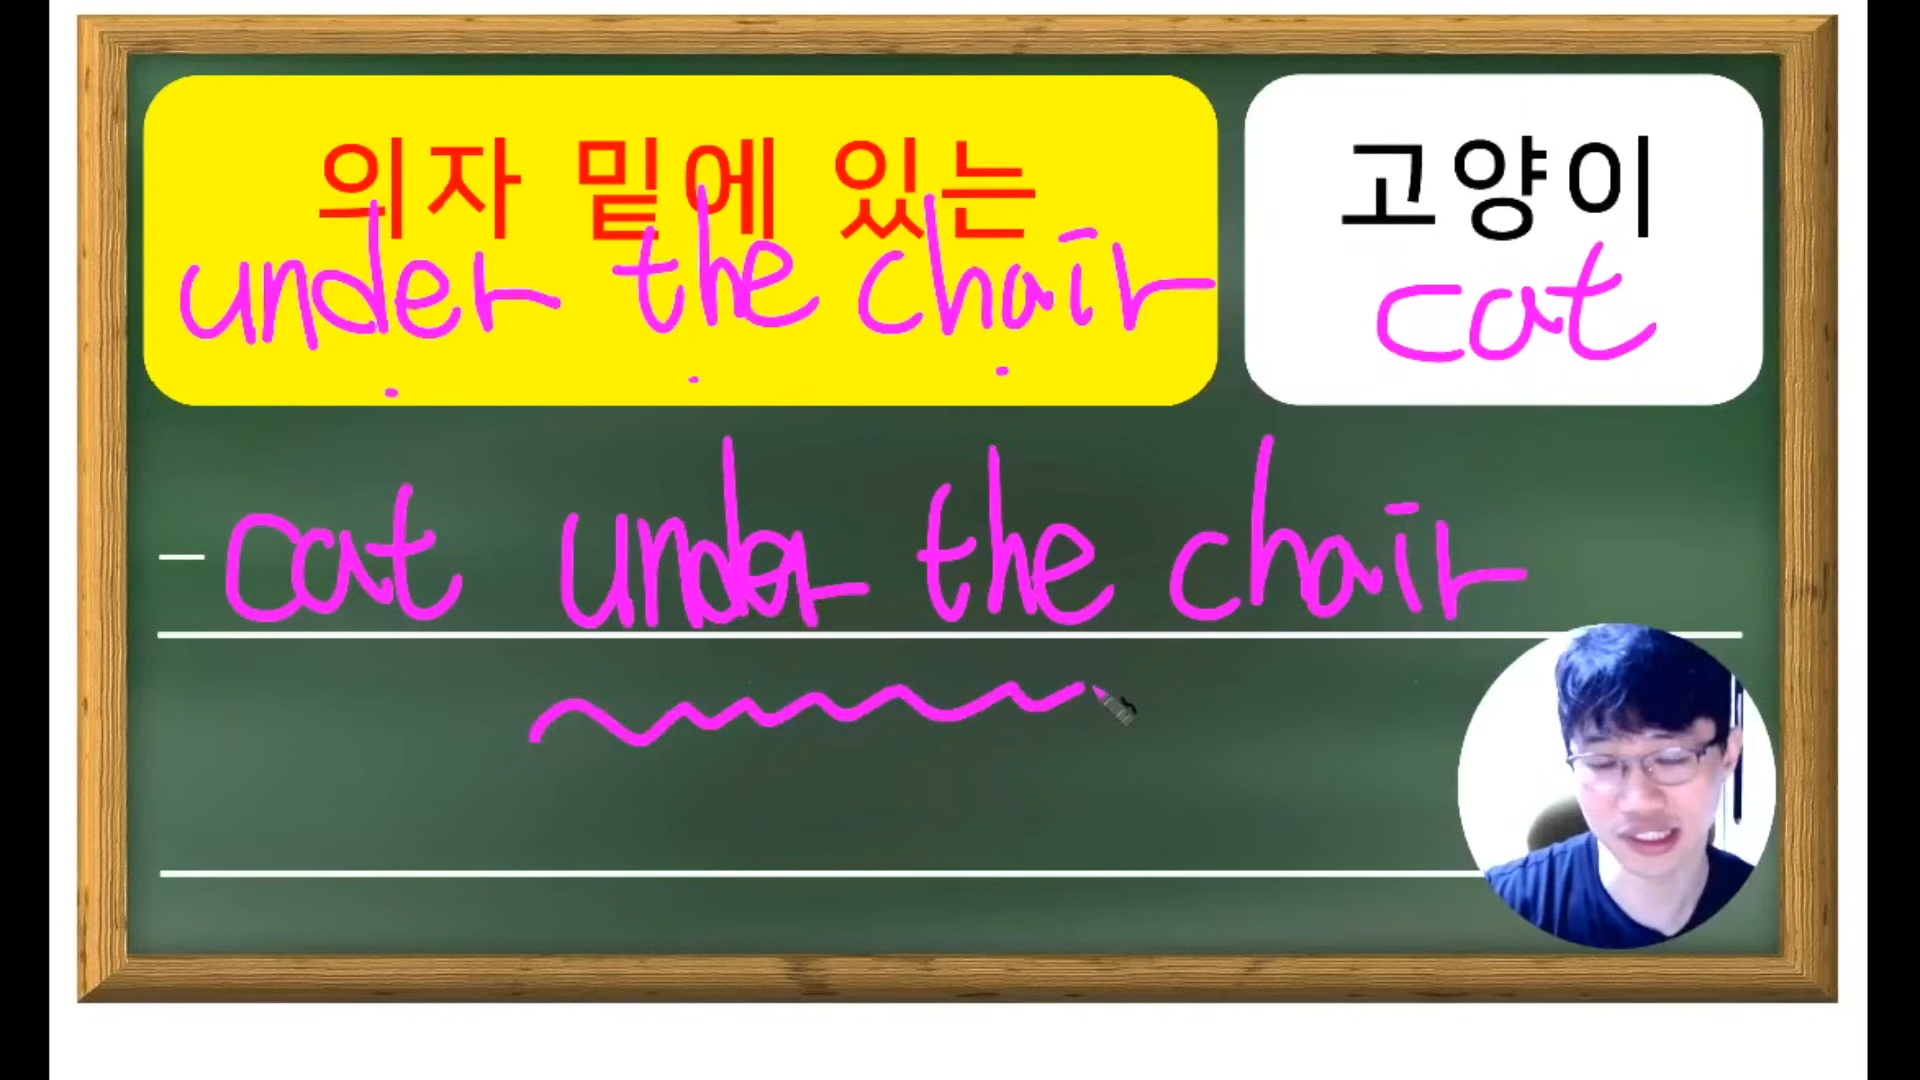 의자 밑에 있는
고양이
under the chair
cat
cat under the chair